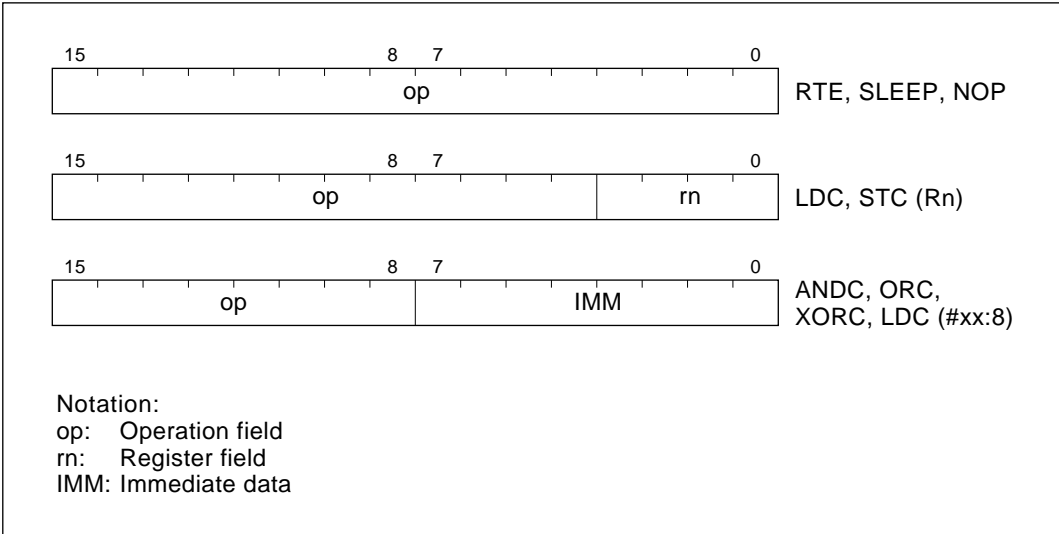 15 8 7 0
op
RTE, SLEEP, NOP
15 8 7 0
op rn
LDC, STC (Rn)
15 8 7 0
op IMM
ANDC, ORC,
XORC, LDC (#xx:8)
Notation:
op: Operation field
rn: Register field
IMM: Immediate data